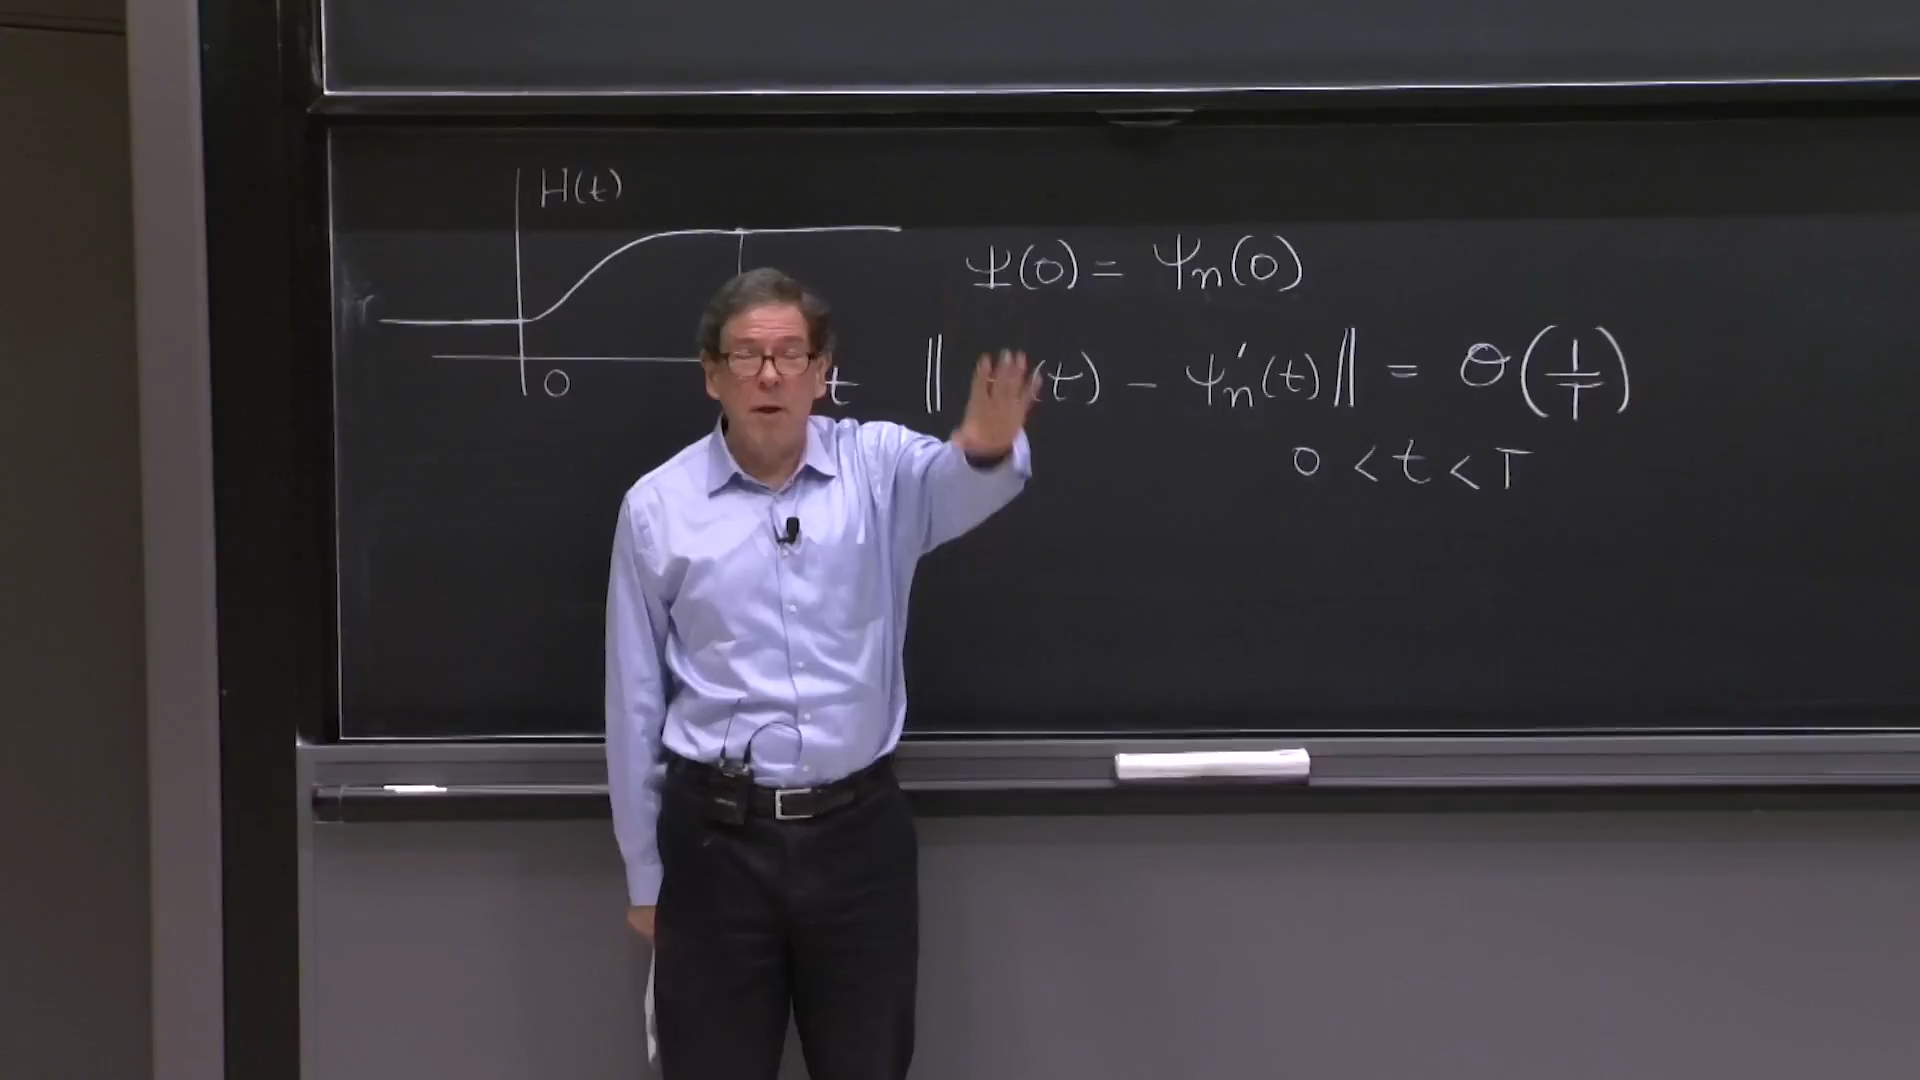 H(t)
Ψ(0) = ψn(0)
0
t
‖ (t) − ψ′n(t)‖ = O(1/T)
0 < t < T